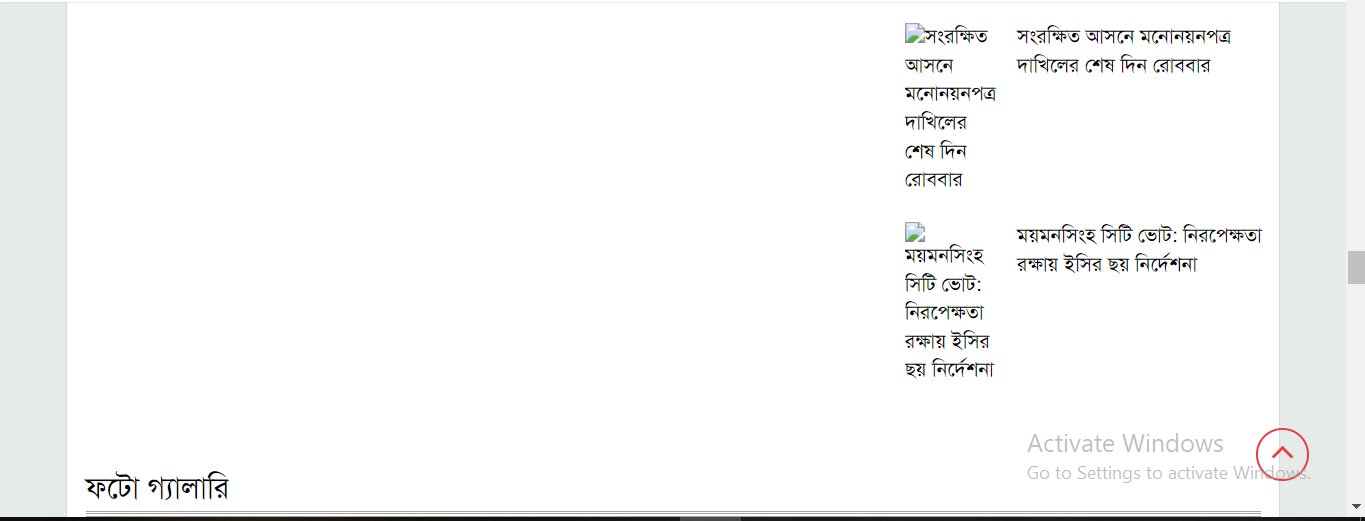 সংরক্ষিত
আসনে
মনোনয়নপত্র
দাখিলের
শেষ দিন
রোববার
সংরক্ষিত আসনে মনোনয়নপত্র
দাখিলের শেষ দিন রোববার
ময়মনসিংহ
সিটি ভোট:
নিরপেক্ষতা
রক্ষায় ইসির
ছয় নির্দেশনা
ময়মনসিংহ সিটি ভোট: নিরপেক্ষতা
রক্ষায় ইসির ছয় নির্দেশনা
Activate Windows
Go to Settings to activate Windows.
ফটো গ্যালারি